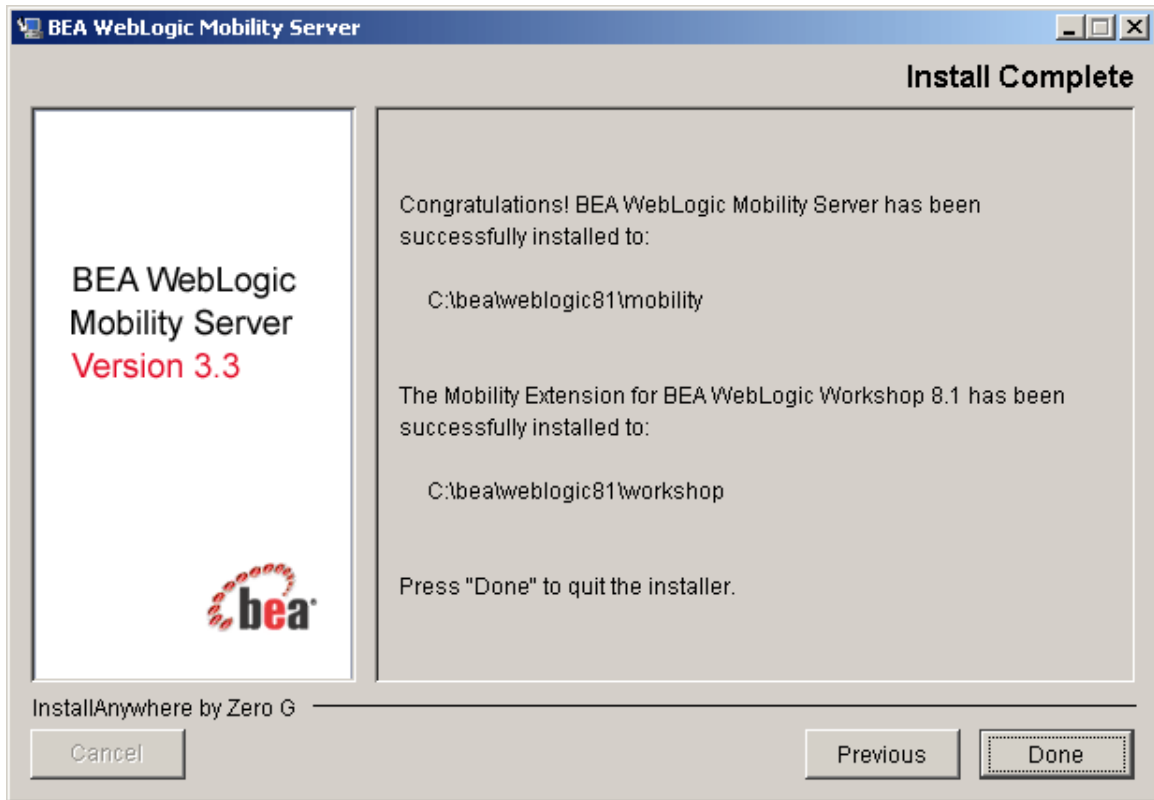 BEA WebLogic Mobility Server
Install Complete
BEA WebLogic
Mobility Server
Version 3.3
bea
Congratulations! BEA WebLogic Mobility Server has been
successfully installed to:
C:\bea\weblogic81\mobility
The Mobility Extension for BEA WebLogic Workshop 8.1 has been
successfully installed to:
C:\bea\weblogic81\workshop
Press "Done" to quit the installer.
InstallAnywhere by Zero G
Cancel
Previous
Done